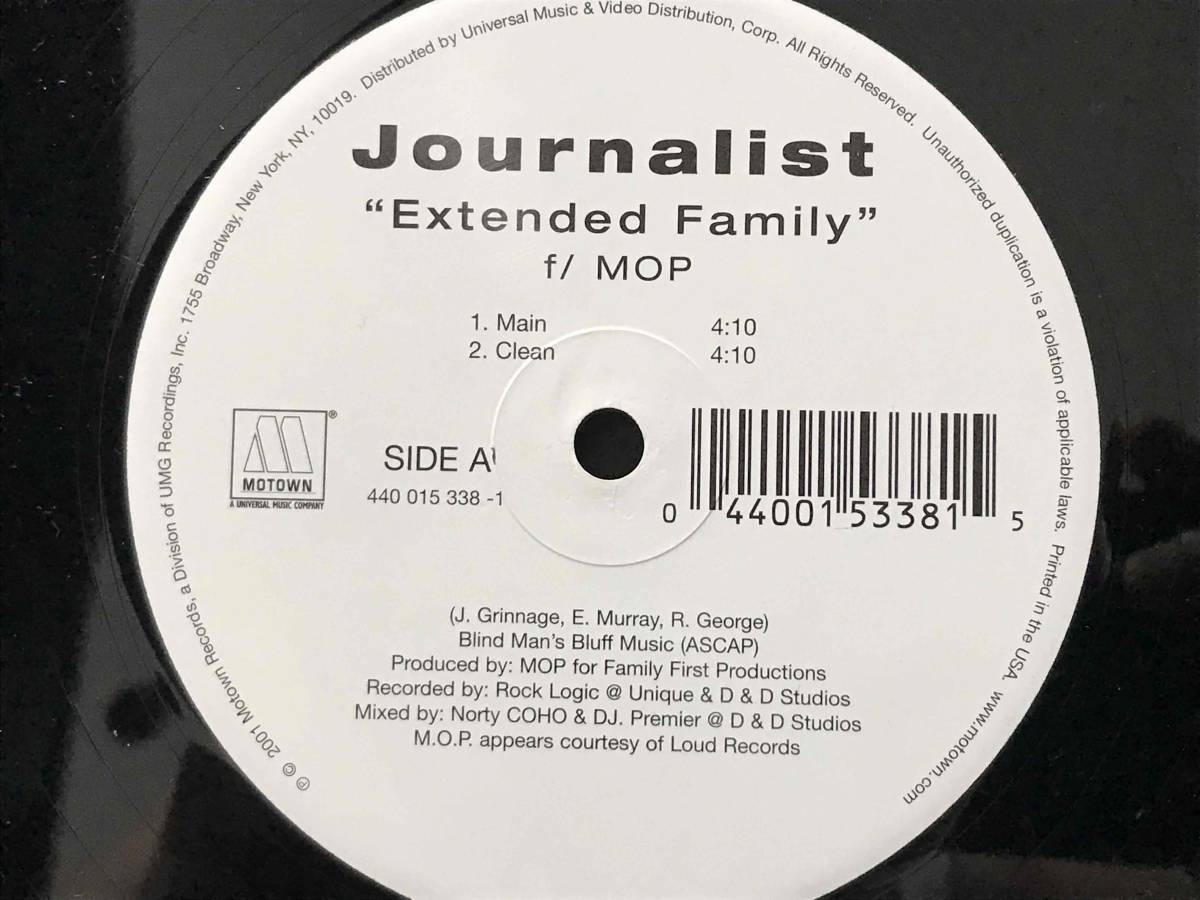 Journalist
“Extended Family”
f/ MOP
1. Main 4:10
2. Clean 4:10
MOTOWN
®
A UNIVERSAL MUSIC COMPANY
SIDE A
440 015 338 -1
0 44001 53381 5
(J. Grinnage, E. Murray, R. George)
Blind Man's Bluff Music (ASCAP)
Produced by: MOP for Family First Productions
Recorded by: Rock Logic @ Unique & D & D Studios
Mixed by: Norty COHO & DJ. Premier @ D & D Studios
M.O.P. appears courtesy of Loud Records
℗ © 2001 Motown Records, a Division of UMG Recordings, Inc. 1755 Broadway, New York, NY, 10019. Distributed by Universal Music & Video Distribution, Corp. All Rights Reserved. Unauthorized duplication is a violation of applicable laws. Printed in the USA. www.motown.com